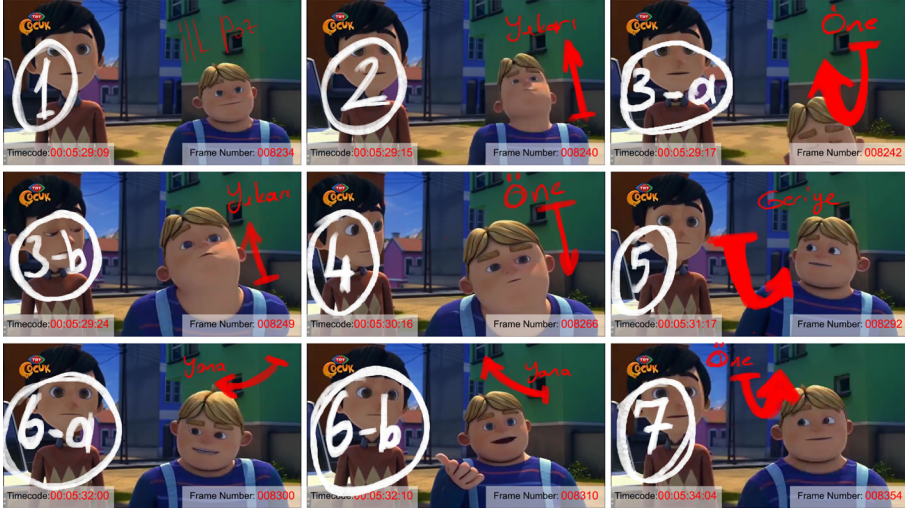 TRT ÇOCUK
İlk Poz
1
Timecode:00:05:29:09 Frame Number: 008234
TRT ÇOCUK
Yukarı
2
Timecode:00:05:29:15 Frame Number: 008240
TRT ÇOCUK
Öne
3-a
Timecode:00:05:29:17 Frame Number: 008242
TRT ÇOCUK
Yukarı
3-b
Timecode:00:05:29:24 Frame Number: 008249
TRT ÇOCUK
Öne
4
Timecode:00:05:30:16 Frame Number: 008266
TRT ÇOCUK
Geriye
5
Timecode:00:05:31:17 Frame Number: 008292
TRT ÇOCUK
Yana
6-a
Timecode:00:05:32:00 Frame Number: 008300
TRT ÇOCUK
Yana
6-b
Timecode:00:05:32:10 Frame Number: 008310
TRT ÇOCUK
Öne
7
Timecode:00:05:34:04 Frame Number: 008354